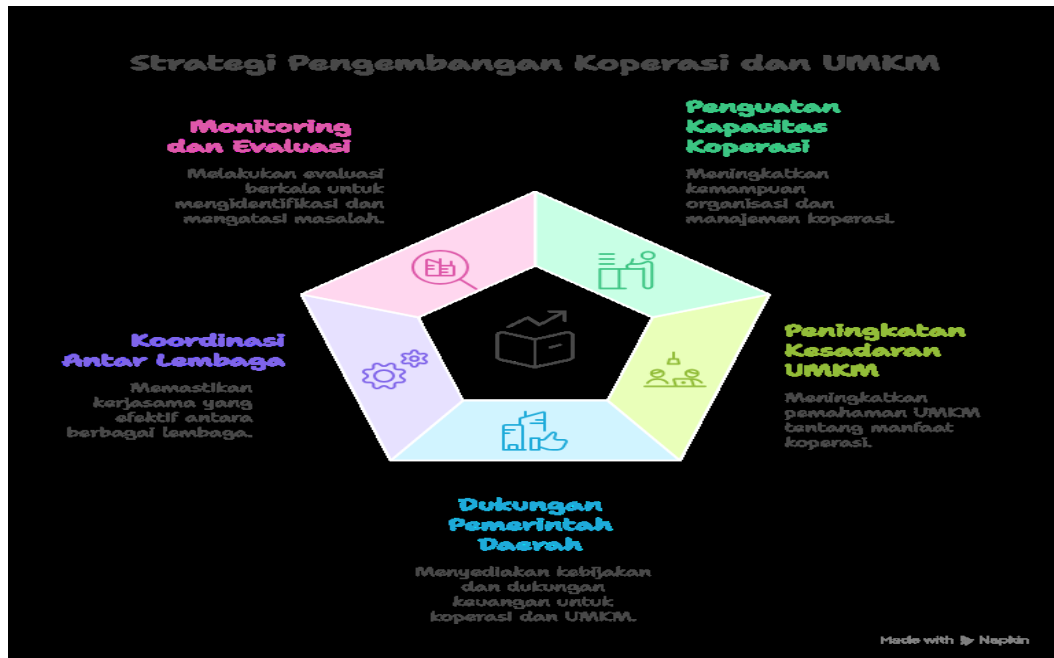 Strategi Pengembangan Koperasi dan UMKM
Monitoring
dan Evaluasi
Melakukan evaluasi
berkala untuk
mengidentifikasi dan
mengatasi masalah.
Penguatan
Kapasitas
Koperasi
Meningkatkan
kemampuan
organisasi dan
manajemen koperasi.
Koordinasi
Antar Lembaga
Memastikan
kerjasama yang
efektif antara
berbagai lembaga.
Peningkatan
Kesadaran
UMKM
Meningkatkan
pemahaman UMKM
tentang manfaat
koperasi.
Dukungan
Pemerintah
Daerah
Menyediakan kebijakan
dan dukungan
keuangan untuk
koperasi dan UMKM.
Made with Napkin